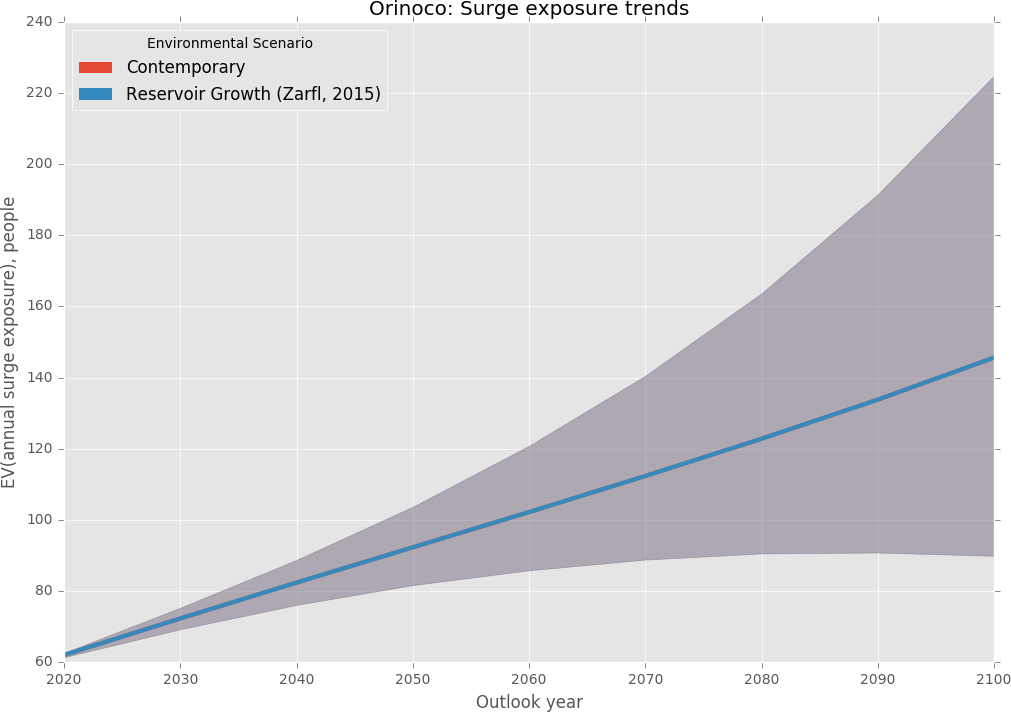 Orinoco: Surge exposure trends
240
220
200
180
160
140
120
100
80
60
EV(annual surge exposure), people
Environmental Scenario
Contemporary
Reservoir Growth (Zarfl, 2015)
2020 2030 2040 2050 2060 2070 2080 2090 2100
Outlook year